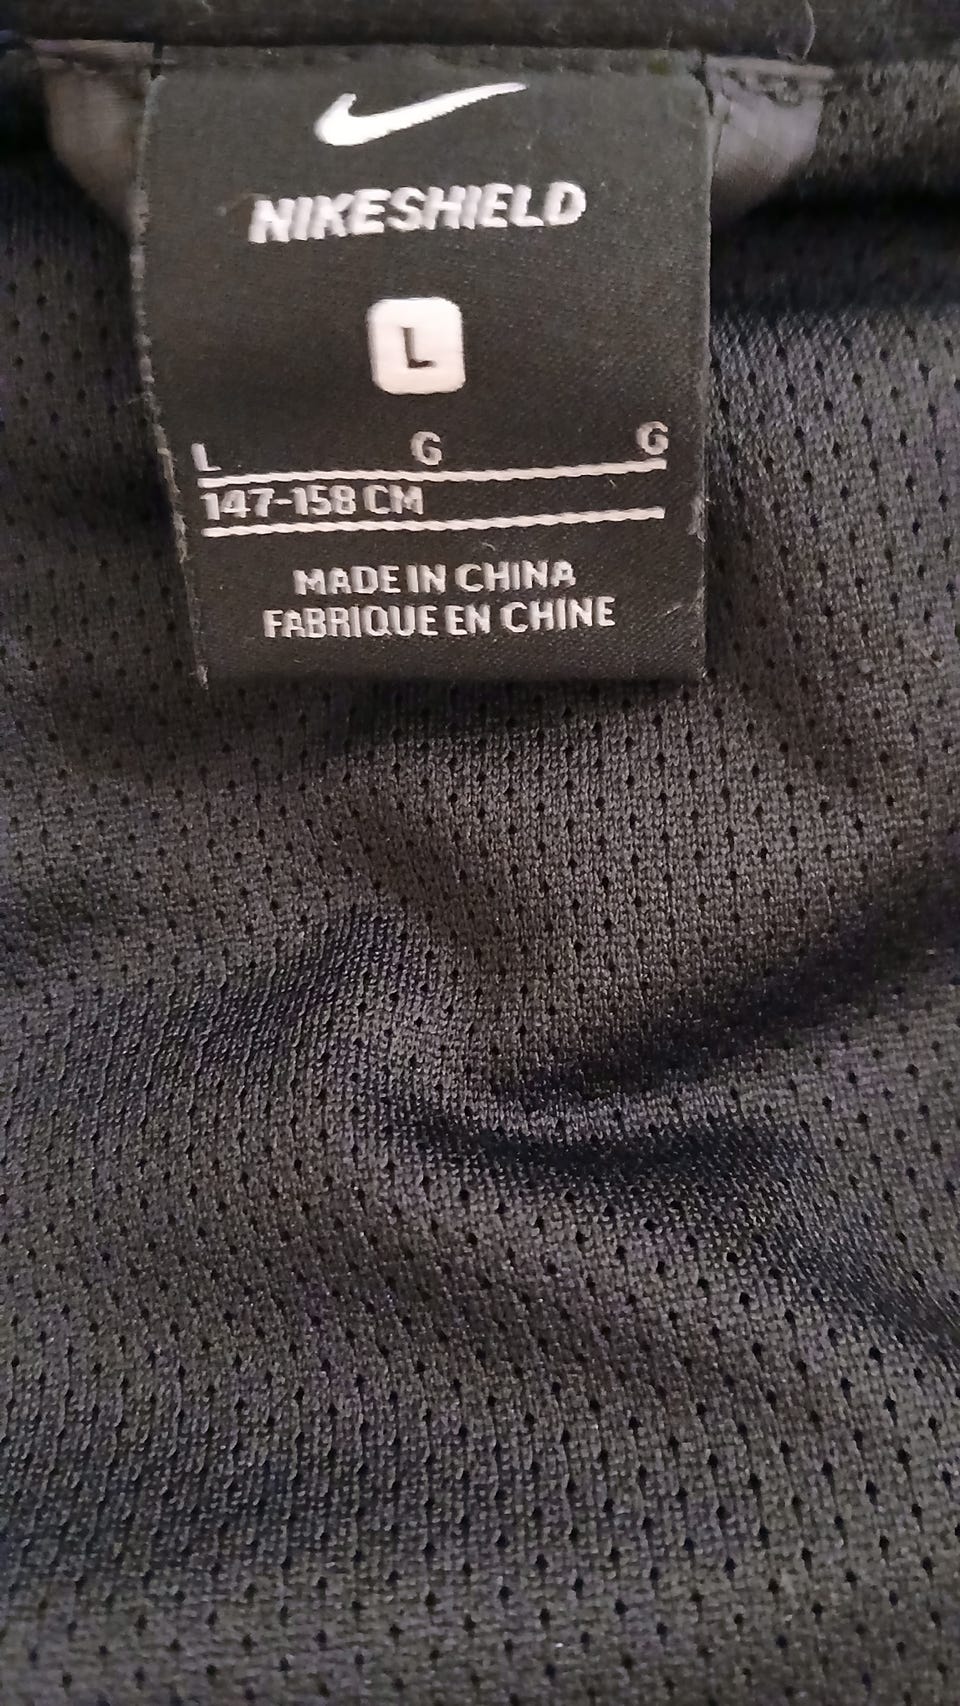 NIKESHIELD
L
L G G
147-158 CM
MADE IN CHINA
FABRIQUE EN CHINE